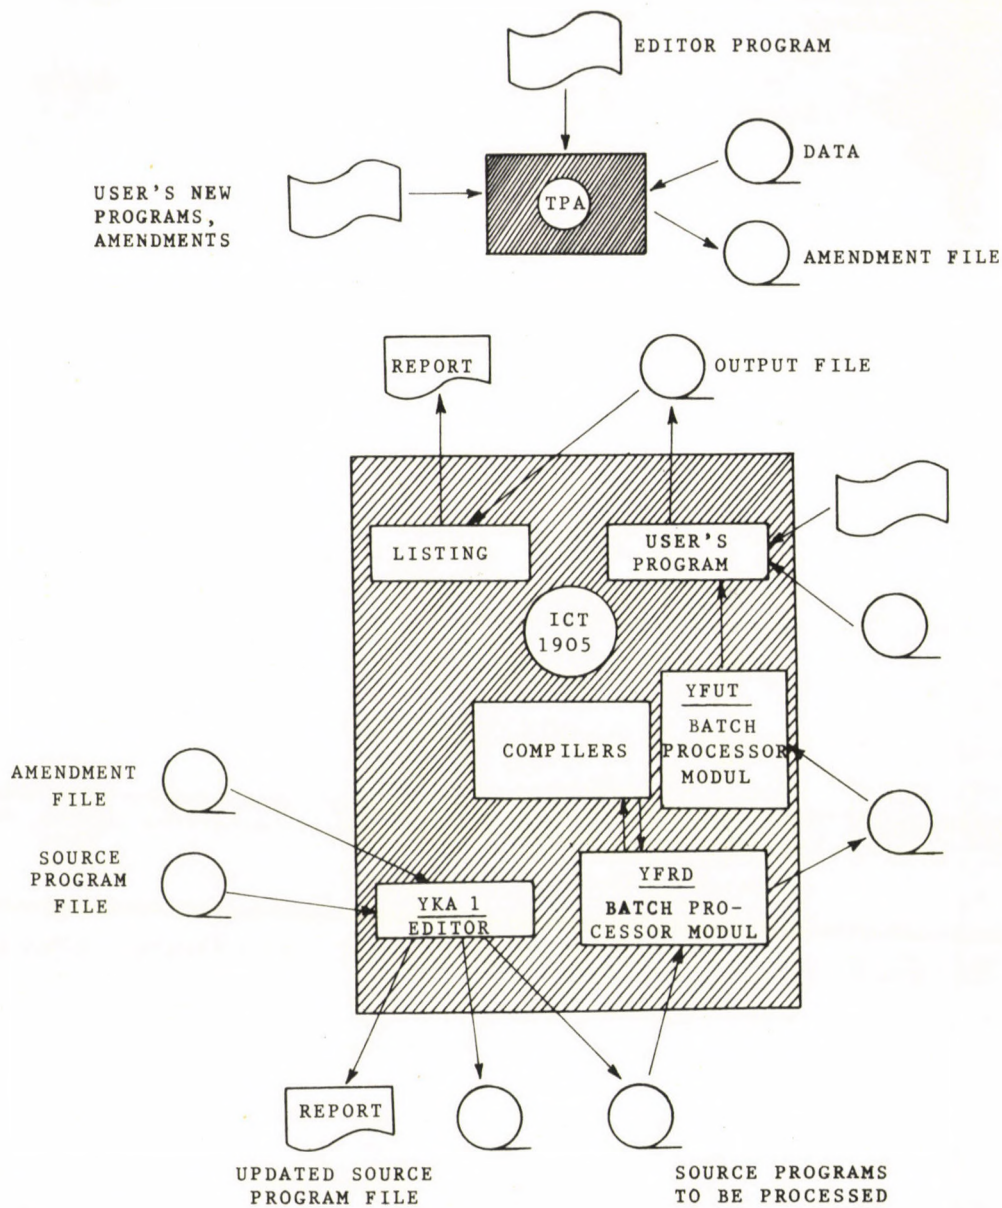 EDITOR PROGRAM
DATA
USER'S NEW
PROGRAMS,
AMENDMENTS
TPA
AMENDMENT FILE
REPORT
OUTPUT FILE
LISTING
USER'S
PROGRAM
ICT
1905
YFUT
BATCH
PROCESSOR
MODUL
COMPILERS
AMENDMENT
FILE
SOURCE
PROGRAM
FILE
YKA 1
EDITOR
YFRD
BATCH PRO-
CESSOR MODUL
REPORT
UPDATED SOURCE
PROGRAM FILE
SOURCE PROGRAMS
TO BE PROCESSED